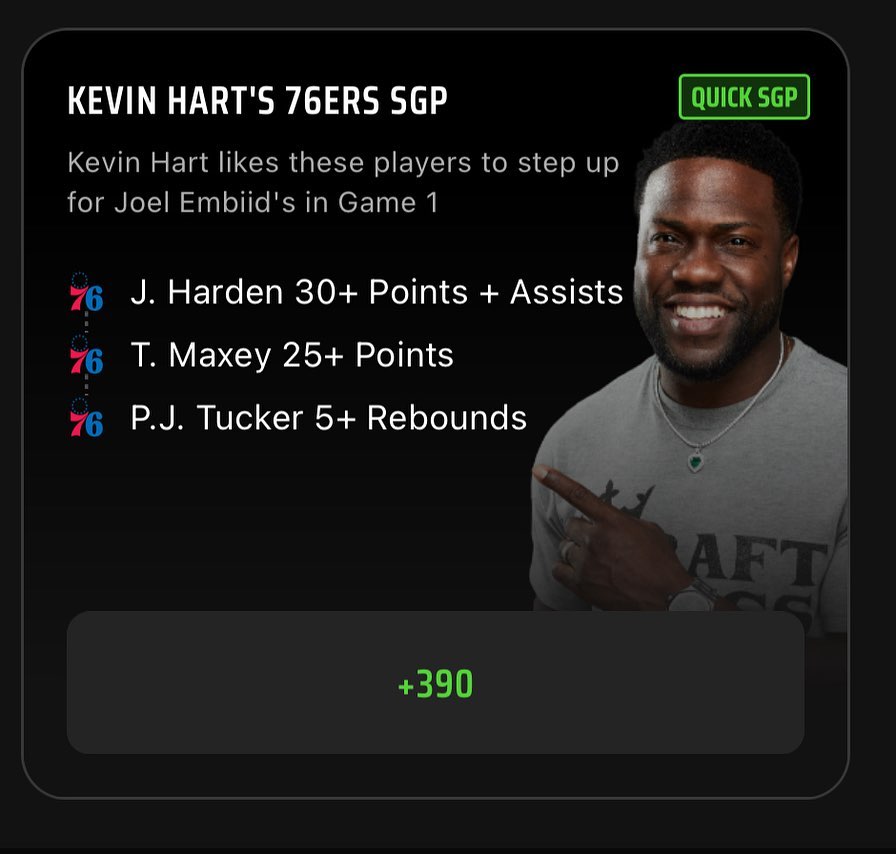 KEVIN HART'S 76ERS SGP
QUICK SGP
Kevin Hart likes these players to step up
for Joel Embiid's in Game 1
76 J. Harden 30+ Points + Assists
76 T. Maxey 25+ Points
76 P.J. Tucker 5+ Rebounds
AFT
+390